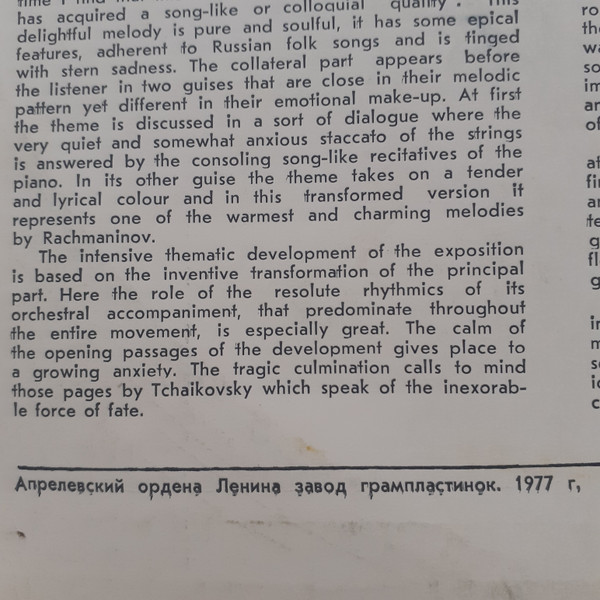 has acquired a song-like or colloquial quality". This
delightful melody is pure and soulful, it has some epical
features, adherent to Russian folk songs and is tinged
with stern sadness. The collateral part appears before
the listener in two guises that are close in their melodic
pattern yet different in their emotional make-up. At first
the theme is discussed in a sort of dialogue where the
very quiet and somewhat anxious staccato of the strings
is answered by the consoling song-like recitatives of the
piano. In its other guise the theme takes on a tender
and lyrical colour and in this transformed version it
represents one of the warmest and charming melodies
by Rachmaninov.
The intensive thematic development of the exposition
is based on the inventive transformation of the principal
part. Here the role of the resolute rhythmics of its
orchestral accompaniment, that predominate throughout
the entire movement, is especially great. The calm of
the opening passages of the development gives place to
a growing anxiety. The tragic culmination calls to mind
those pages by Tchaikovsky which speak of the inexorab-
le force of fate.
Апрелевский ордена Ленина завод грампластинок. 1977 г,